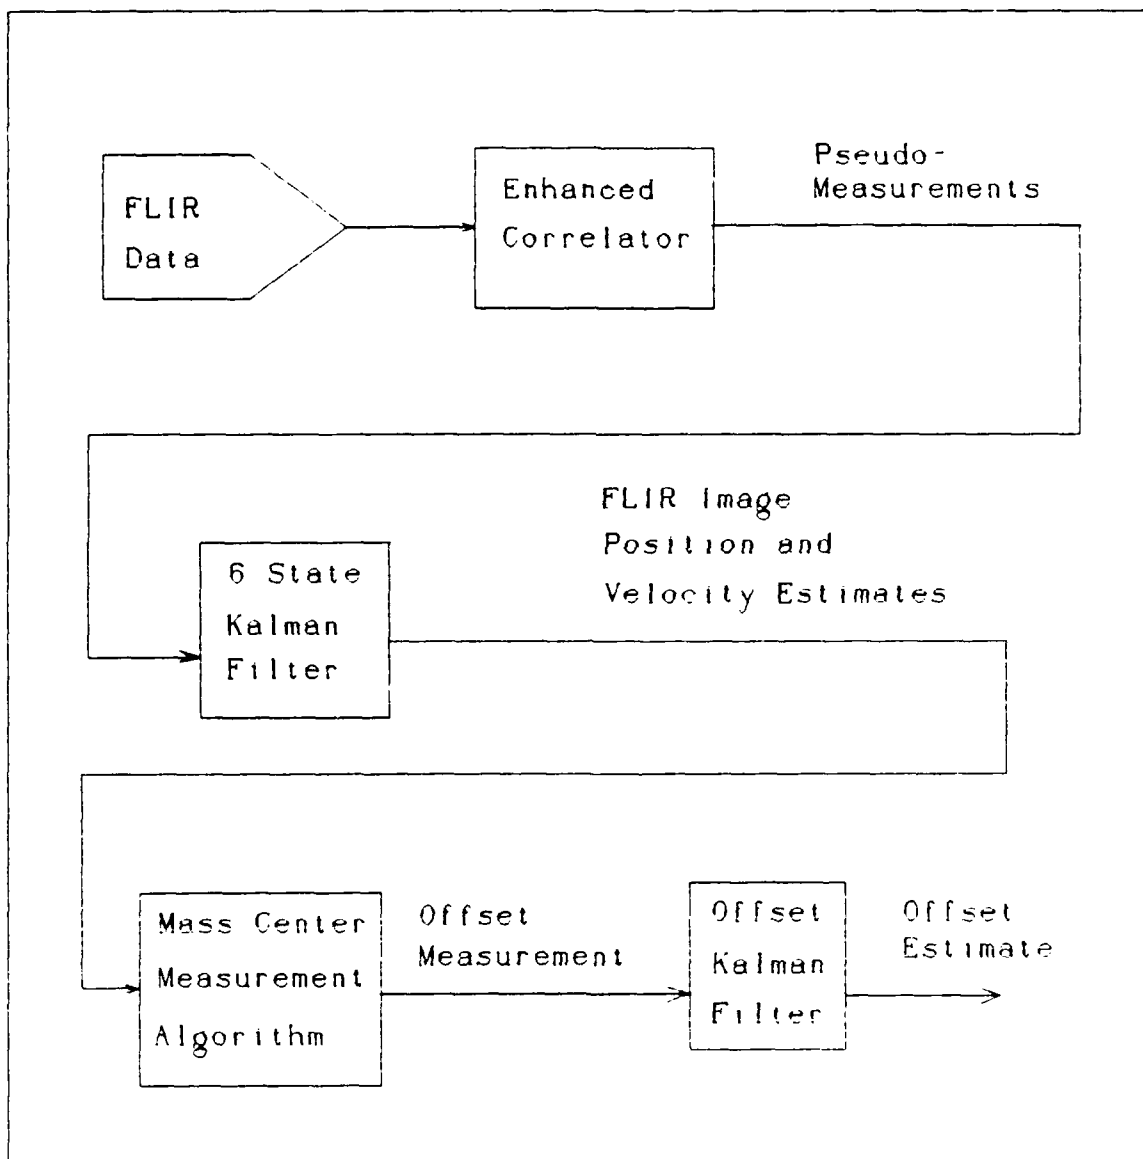 FLIR
Data
Enhanced
Correlator
Pseudo-
Measurements
FLIR Image
Position and
Velocity Estimates
6 State
Kalman
Filter
Mass Center
Measurement
Algorithm
Offset
Measurement
Offset
Kalman
Filter
Offset
Estimate